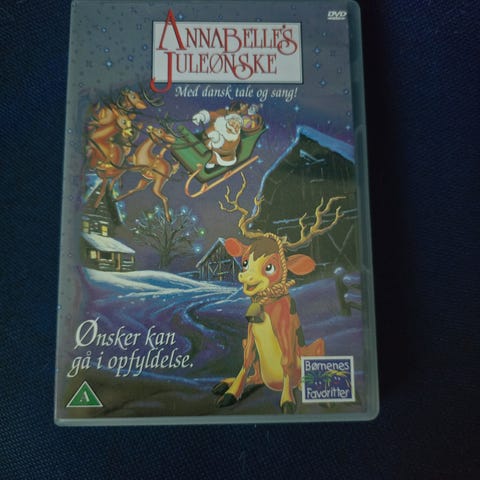 DVD
ANNABELLE'S
JULEØNSKE
Med dansk tale og sang!
Ønsker kan
gå i opfyldelse.
A
Børnenes
Favoritter